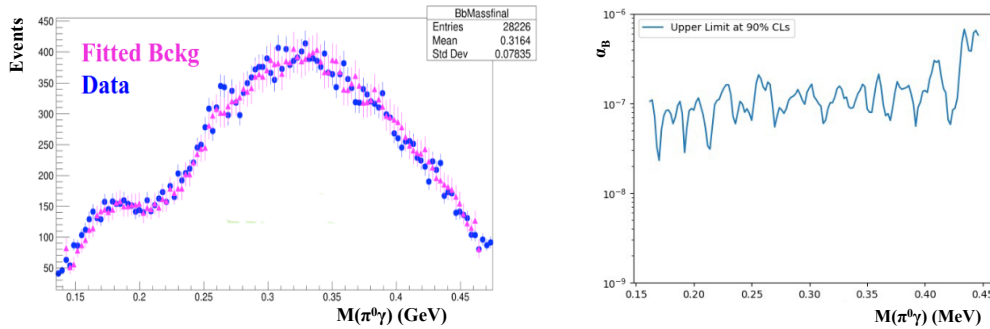 BbMassfinal
Entries 28226
Mean 0.3164
Std Dev 0.07835
Fitted Bckg
Data
Events
450
400
350
300
250
200
150
100
50
0.15 0.2 0.25 0.3 0.35 0.4 0.45
M(π⁰γ) (GeV)
Upper Limit at 90% CLs
α_B
10⁻⁶
10⁻⁷
10⁻⁸
10⁻⁹
0.15 0.20 0.25 0.30 0.35 0.40 0.45
M(π⁰γ) (MeV)